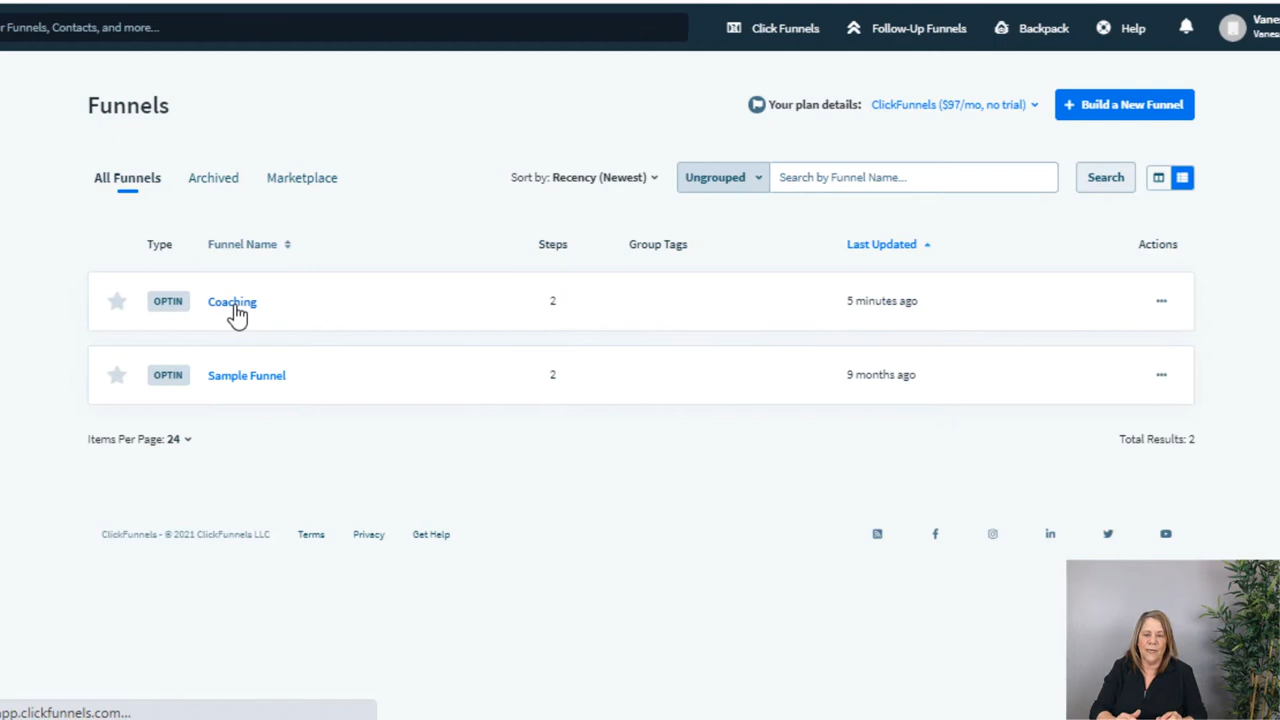 r Funnels, Contacts, and more... Click Funnels Follow-Up Funnels Backpack Help Vane
Vanes
Funnels Your plan details: ClickFunnels ($97/mo, no trial) + Build a New Funnel
All Funnels Archived Marketplace Sort by: Recency (Newest) Ungrouped Search by Funnel Name... Search
Type Funnel Name Steps Group Tags Last Updated Actions
OPTIN Coaching 2 5 minutes ago ...
OPTIN Sample Funnel 2 9 months ago ...
Items Per Page: 24 Total Results: 2
ClickFunnels - © 2021 ClickFunnels LLC Terms Privacy Get Help
app.clickfunnels.com...